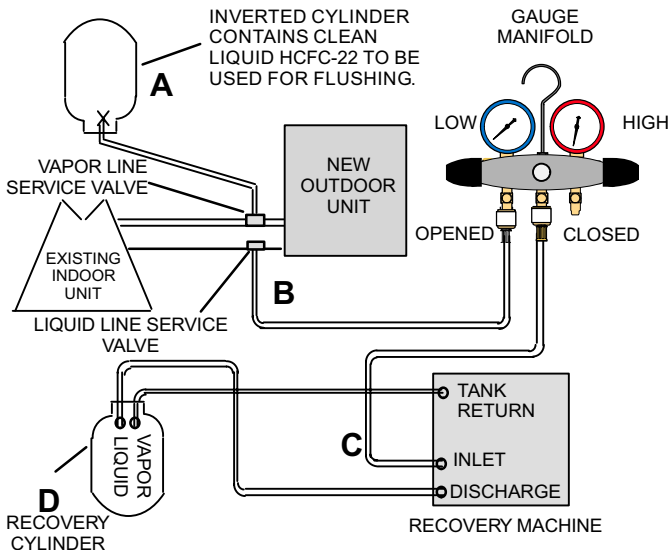 INVERTED CYLINDER
CONTAINS CLEAN
LIQUID HCFC-22 TO BE
USED FOR FLUSHING.
A
GAUGE
MANIFOLD
LOW
HIGH
VAPOR LINE
SERVICE VALVE
NEW
OUTDOOR
UNIT
EXISTING
INDOOR
UNIT
OPENED
CLOSED
B
LIQUID LINE SERVICE
VALVE
TANK
RETURN
C
INLET
DISCHARGE
LIQUID
VAPOR
D
RECOVERY
CYLINDER
RECOVERY MACHINE